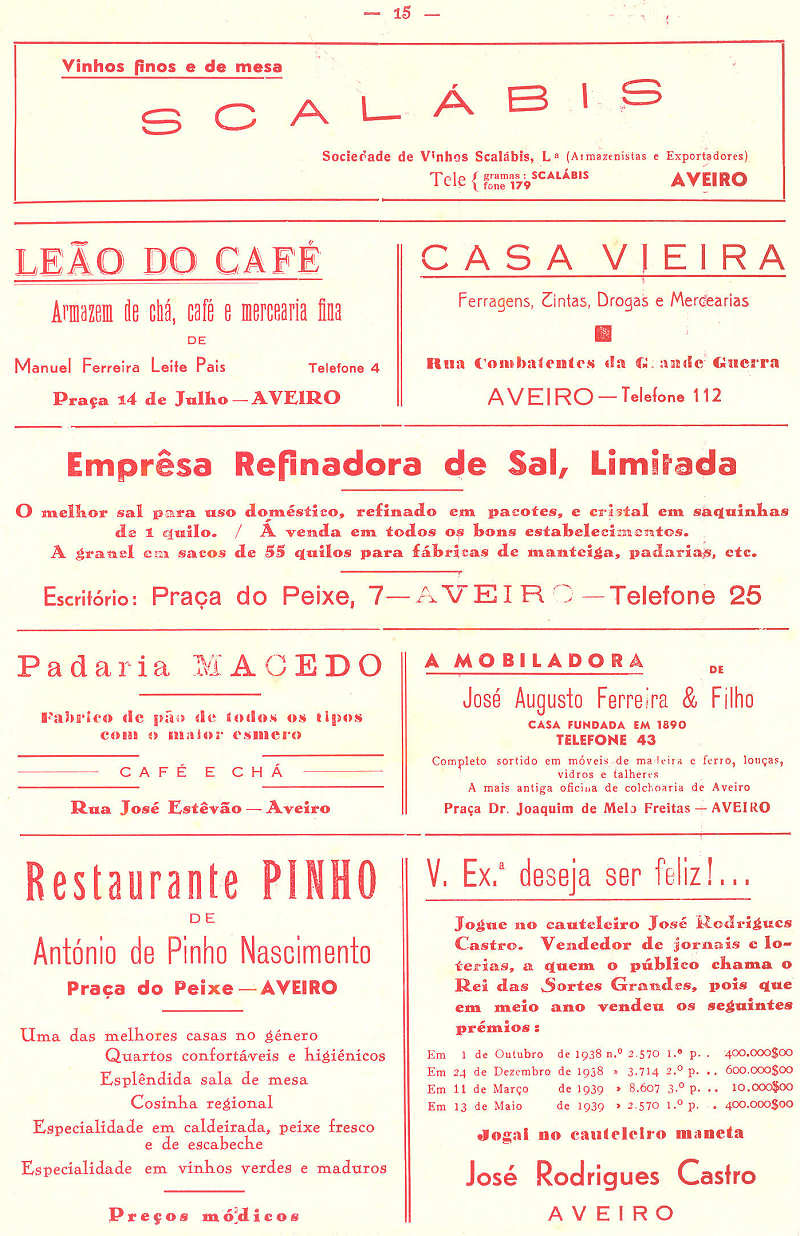 — 15 —
Vinhos finos e de mesa
SCALÁBIS
Sociedade de Vinhos Scalábis, Lª (Armazenistas e Exportadores)
Tele { gramas: SCALÁBIS
fone 179
AVEIRO
LEÃO DO CAFÉ
Armazem de chá, café e mercearia fina
DE
Manuel Ferreira Leite Pais Telefone 4
Praça 14 de Julho — AVEIRO
CASA VIEIRA
Ferragens, Tintas, Drogas e Mercearias
Rua Combatentes da G.ande Guerra
AVEIRO — Telefone 112
Emprêsa Refinadora de Sal, Limitada
O melhor sal para uso doméstico, refinado em pacotes, e cristal em saquinhas
de 1 quilo. / Á venda em todos os bons estabelecimentos.
A granel em sacos de 55 quilos para fábricas de manteiga, padarias, etc.
Escritório: Praça do Peixe, 7 — AVEIRO — Telefone 25
Padaria MACEDO
Fabrico de pão de todos os tipos
com o maior esmero
CAFÉ E CHÁ
Rua José Estêvão — Aveiro
A MOBILADORA
DE
José Augusto Ferreira & Filho
CASA FUNDADA EM 1890
TELEFONE 43
Completo sortido em móveis de madeira e ferro, louças,
vidros e talheres
A mais antiga oficina de colchoaria de Aveiro
Praça Dr. Joaquim de Melo Freitas — AVEIRO
Restaurante PINHO
DE
António de Pinho Nascimento
Praça do Peixe — AVEIRO
Uma das melhores casas no género
Quartos confortáveis e higiénicos
Esplêndida sala de mesa
Cosinha regional
Especialidade em caldeirada, peixe fresco
e de escabeche
Especialidade em vinhos verdes e maduros
Preços módicos
V. Ex.ª deseja ser feliz!...
Jogue no cauteleiro José Rodrigues
Castro. Vendedor de jornais e lo-
terias, a quem o público chama o
Rei das Sortes Grandes, pois que
em meio ano vendeu os seguintes
prémios:
Em 1 de Outubro de 1938 n.º 2.570 1.º p. . 400.000$00
Em 24 de Dezembro de 1938 » 3.714 2.º p. .. 600.000$00
Em 11 de Março de 1939 » 8.607 3.º p. .. 10.000$00
Em 13 de Maio de 1939 » 2.570 1.º p. . 400.000$00
Jogai no cauteleiro maneta
José Rodrigues Castro
AVEIRO